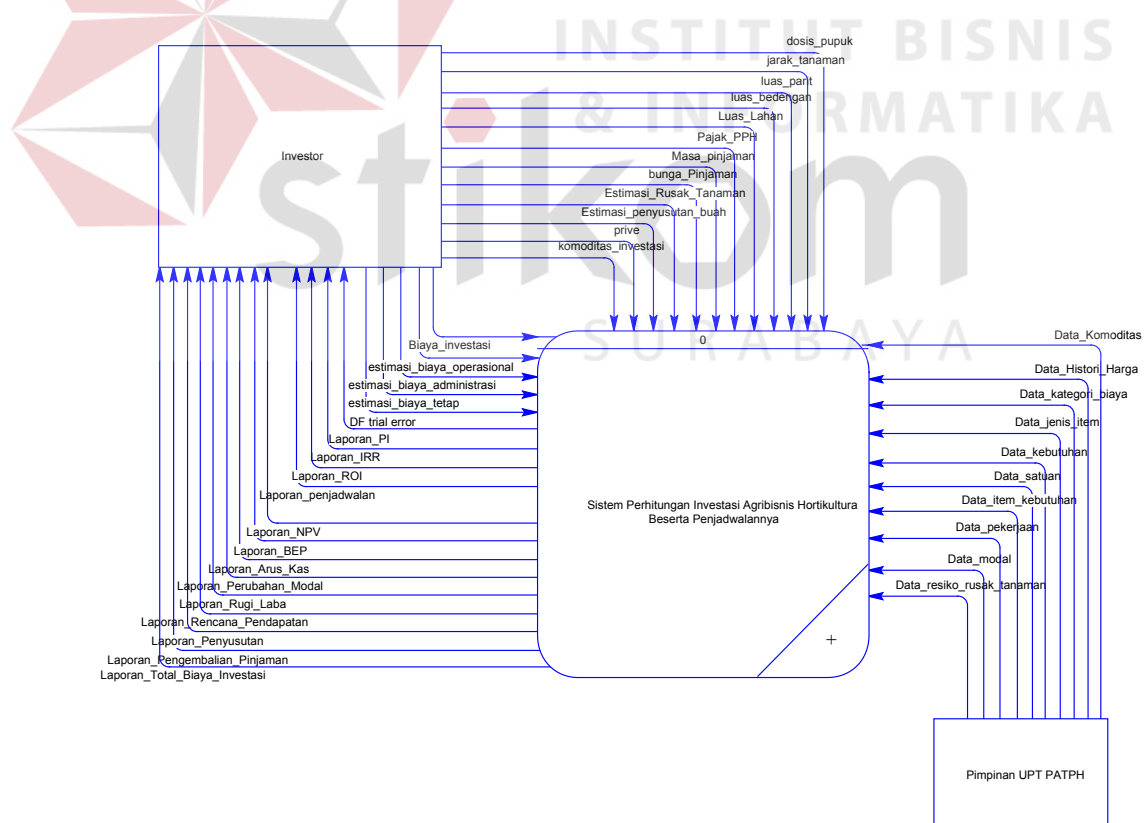 INSTITUT BISNIS
& INFORMATIKA
stikom
SURABAYA
dosis_pupuk
jarak_tanaman
luas_parit
luas_bedengan
Luas_Lahan
Pajak_PPH
Masa_pinjaman
bunga_Pinjaman
Estimasi_Rusak_Tanaman
Estimasi_penyusutan_buah
prive
komoditas_investasi
Investor
Biaya_investasi
estimasi_biaya_operasional
estimasi_biaya_administrasi
estimasi_biaya_tetap
DF trial error
Laporan_PI
Laporan_IRR
Laporan_ROI
Laporan_penjadwalan
Laporan_NPV
Laporan_BEP
Laporan_Arus_Kas
Laporan_Perubahan_Modal
Laporan_Rugi_Laba
Laporan_Rencana_Pendapatan
Laporan_Penyusutan
Laporan_Pengembalian_Pinjaman
Laporan_Total_Biaya_Investasi
0
Sistem Perhitungan Investasi Agribisnis Hortikultura
Beserta Penjadwalannya
+
Data_Komoditas
Data_Histori_Harga
Data_kategori_biaya
Data_jenis_item
Data_kebutuhan
Data_satuan
Data_item_kebutuhan
Data_pekerjaan
Data_modal
Data_resiko_rusak_tanaman
Pimpinan UPT PATPH